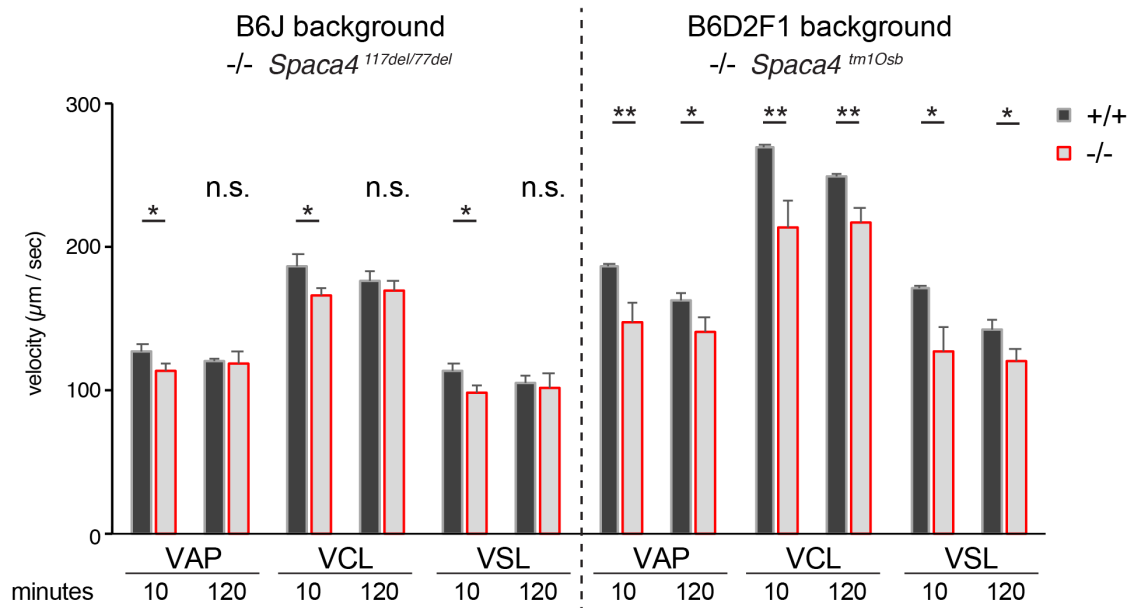 B6J background
-/- Spaca4 117del/77del
B6D2F1 background
-/- Spaca4 tm1Osb
+/+
-/-
300
200
100
0
velocity (µm / sec)
* n.s. * n.s. * n.s.
** * ** ** * *
VAP VCL VSL VAP VCL VSL
minutes 10 120 10 120 10 120 10 120 10 120 10 120